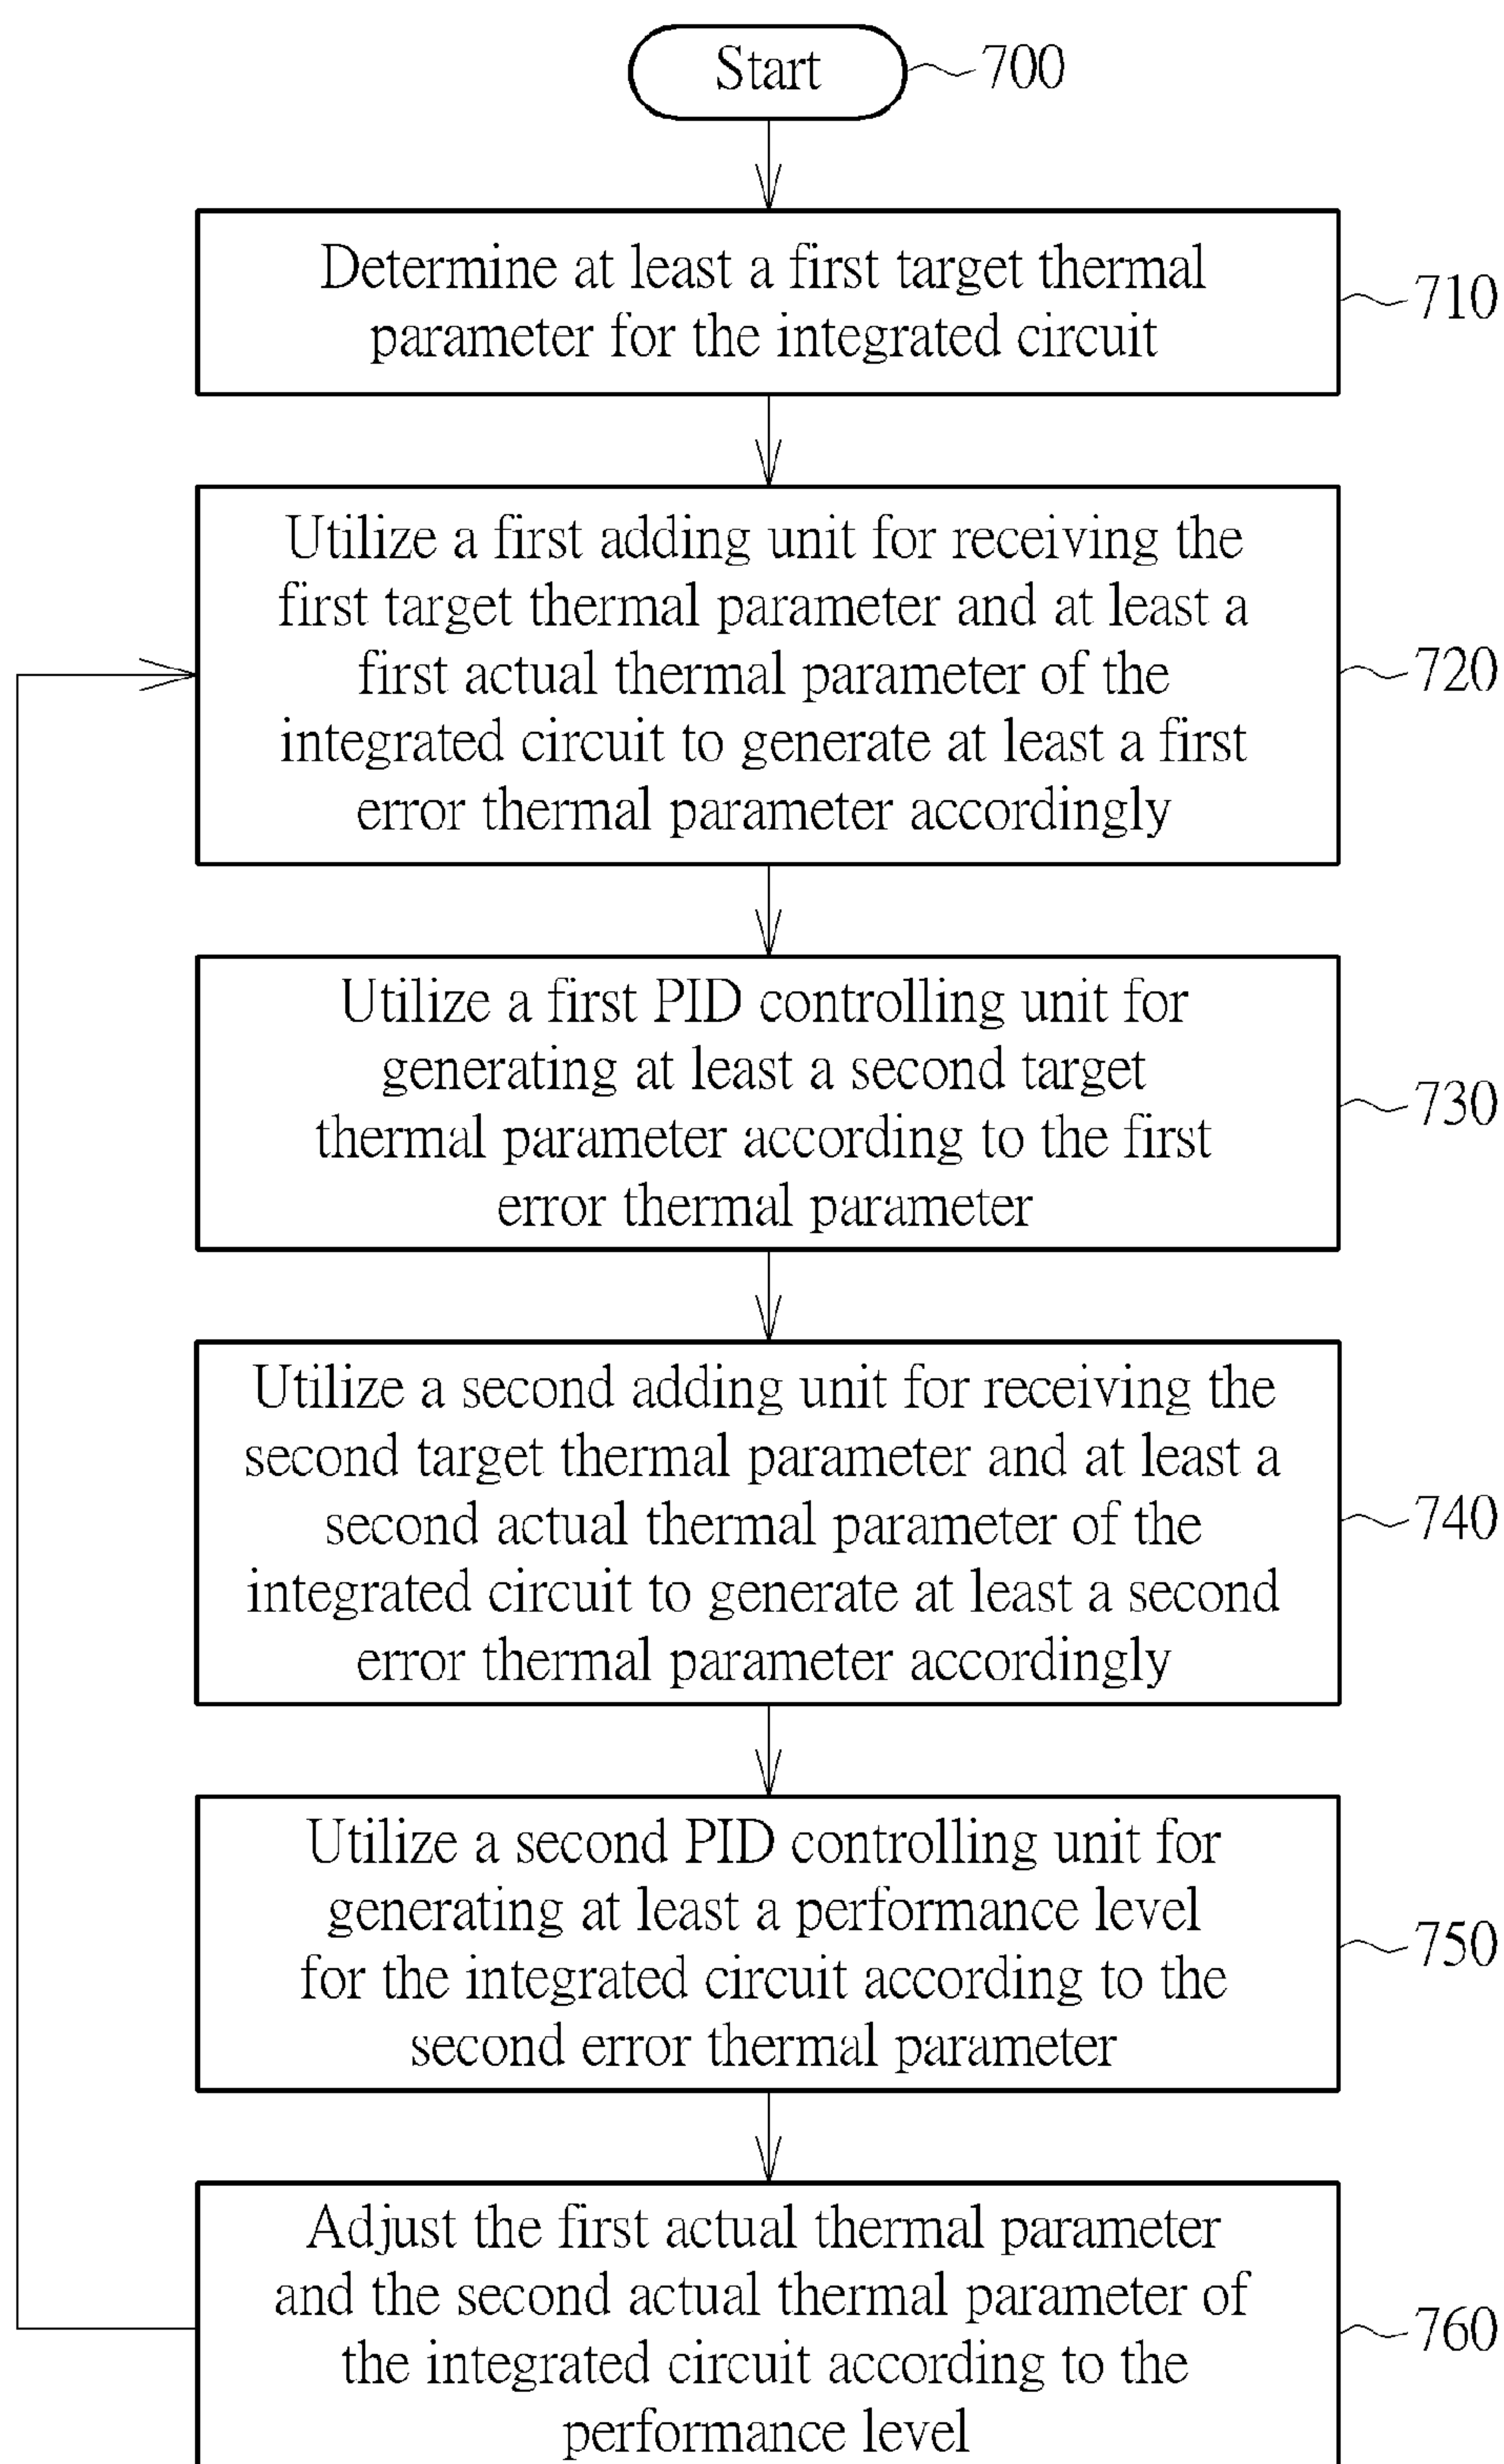 Start
700
Determine at least a first target thermal
parameter for the integrated circuit
710
Utilize a first adding unit for receiving the
first target thermal parameter and at least a
first actual thermal parameter of the
integrated circuit to generate at least a first
error thermal parameter accordingly
720
Utilize a first PID controlling unit for
generating at least a second target
thermal parameter according to the first
error thermal parameter
730
Utilize a second adding unit for receiving the
second target thermal parameter and at least a
second actual thermal parameter of the
integrated circuit to generate at least a second
error thermal parameter accordingly
740
Utilize a second PID controlling unit for
generating at least a performance level
for the integrated circuit according to the
second error thermal parameter
750
Adjust the first actual thermal parameter
and the second actual thermal parameter of
the integrated circuit according to the
performance level
760